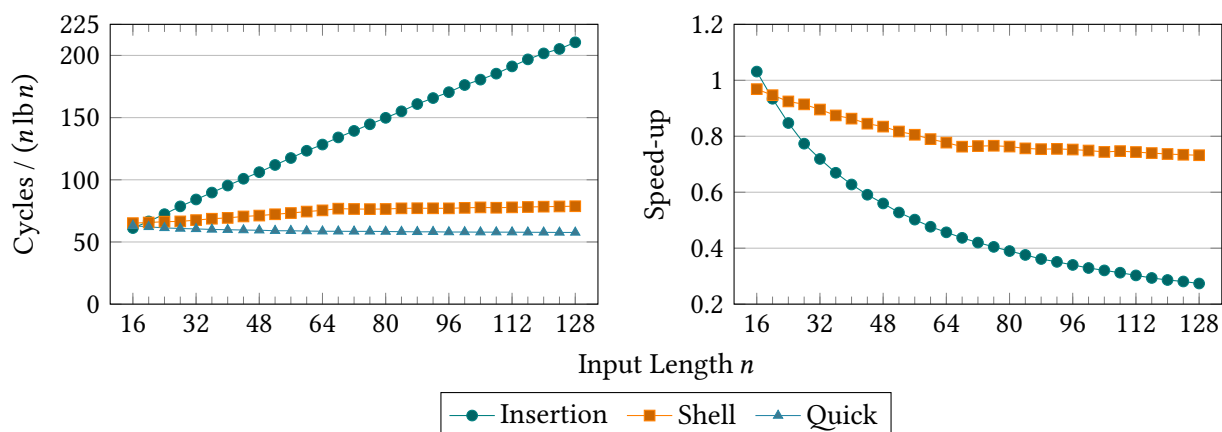 Cycles / (n lb n)
225
200
150
100
50
0
16 32 48 64 80 96 112 128
Speed-up
1.2
1
0.8
0.6
0.4
0.2
16 32 48 64 80 96 112 128
Input Length n
Insertion Shell Quick